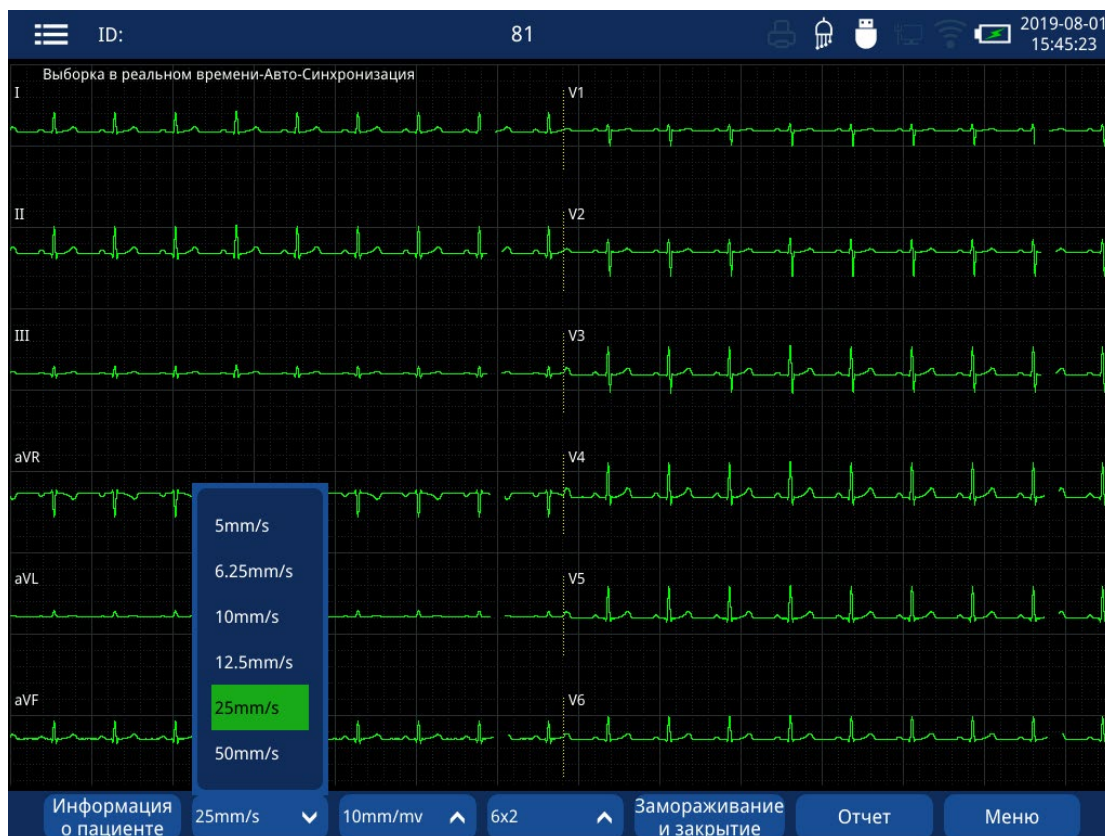 ID:
81
2019-08-01
15:45:23
Выборка в реальном времени-Авто-Синхронизация
I
V1
II
V2
III
V3
aVR
V4
aVL
V5
aVF
V6
5mm/s
6.25mm/s
10mm/s
12.5mm/s
25mm/s
50mm/s
Информация
о пациенте
25mm/s
10mm/mv
6x2
Замораживание
и закрытие
Отчет
Меню